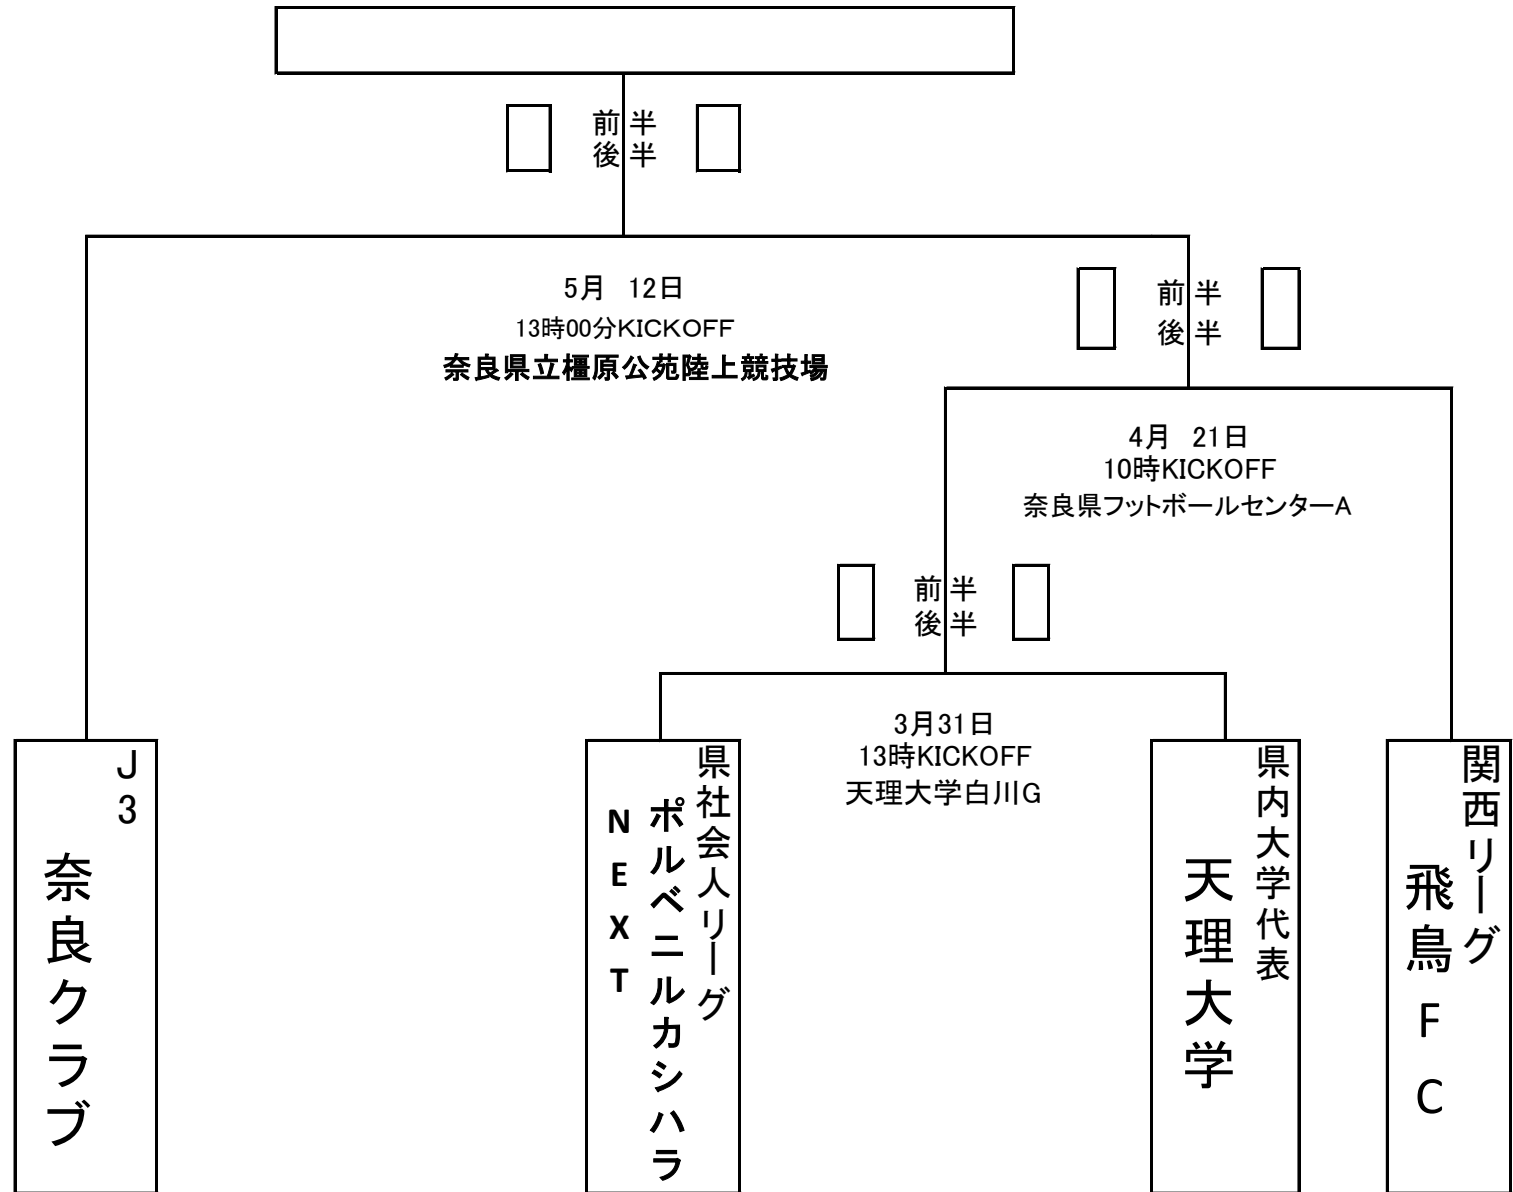 前半
後半
5月 12日
13時00分KICKOFF
奈良県立橿原公苑陸上競技場
前半
後半
4月 21日
10時KICKOFF
奈良県フットボールセンターA
前半
後半
3月31日
13時KICKOFF
天理大学白川G
J3
奈良クラブ
県社会人リーグ
ポルベニルカシハラ
NEXT
県内大学代表
天理大学
関西リーグ
飛鳥FC